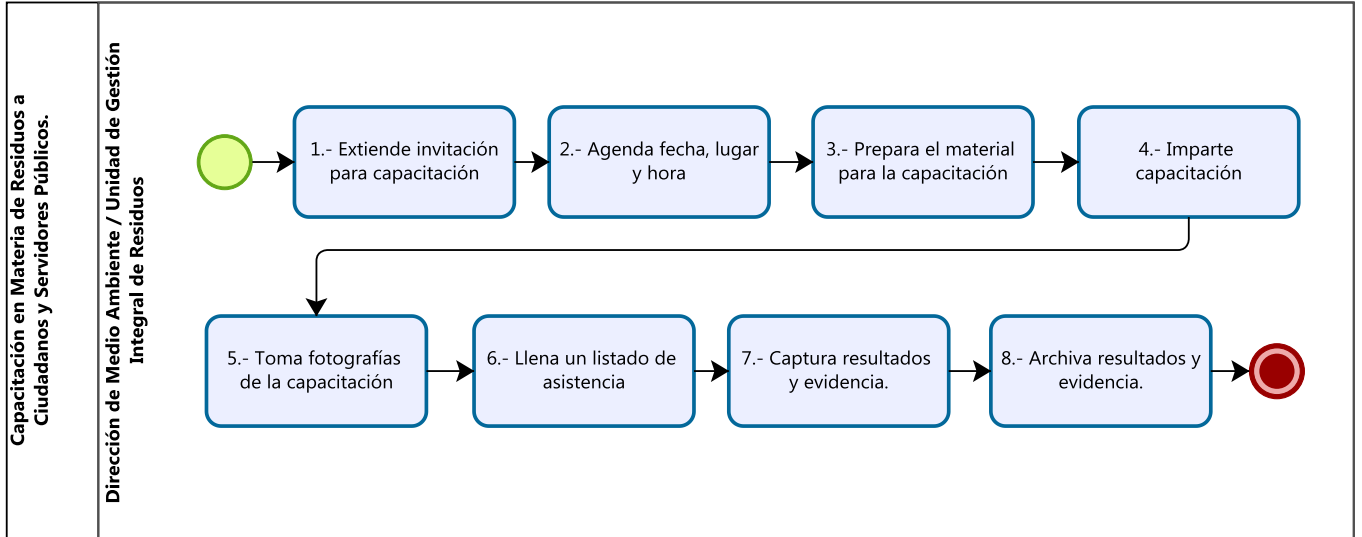 Capacitación en Materia de Residuos a
Ciudadanos y Servidores Públicos.
Dirección de Medio Ambiente / Unidad de Gestión
Integral de Residuos
1.- Extiende invitación
para capacitación
2.- Agenda fecha, lugar
y hora
3.- Prepara el material
para la capacitación
4.- Imparte
capacitación
5.- Toma fotografías
de la capacitación
6.- Llena un listado de
asistencia
7.- Captura resultados
y evidencia.
8.- Archiva resultados y
evidencia.